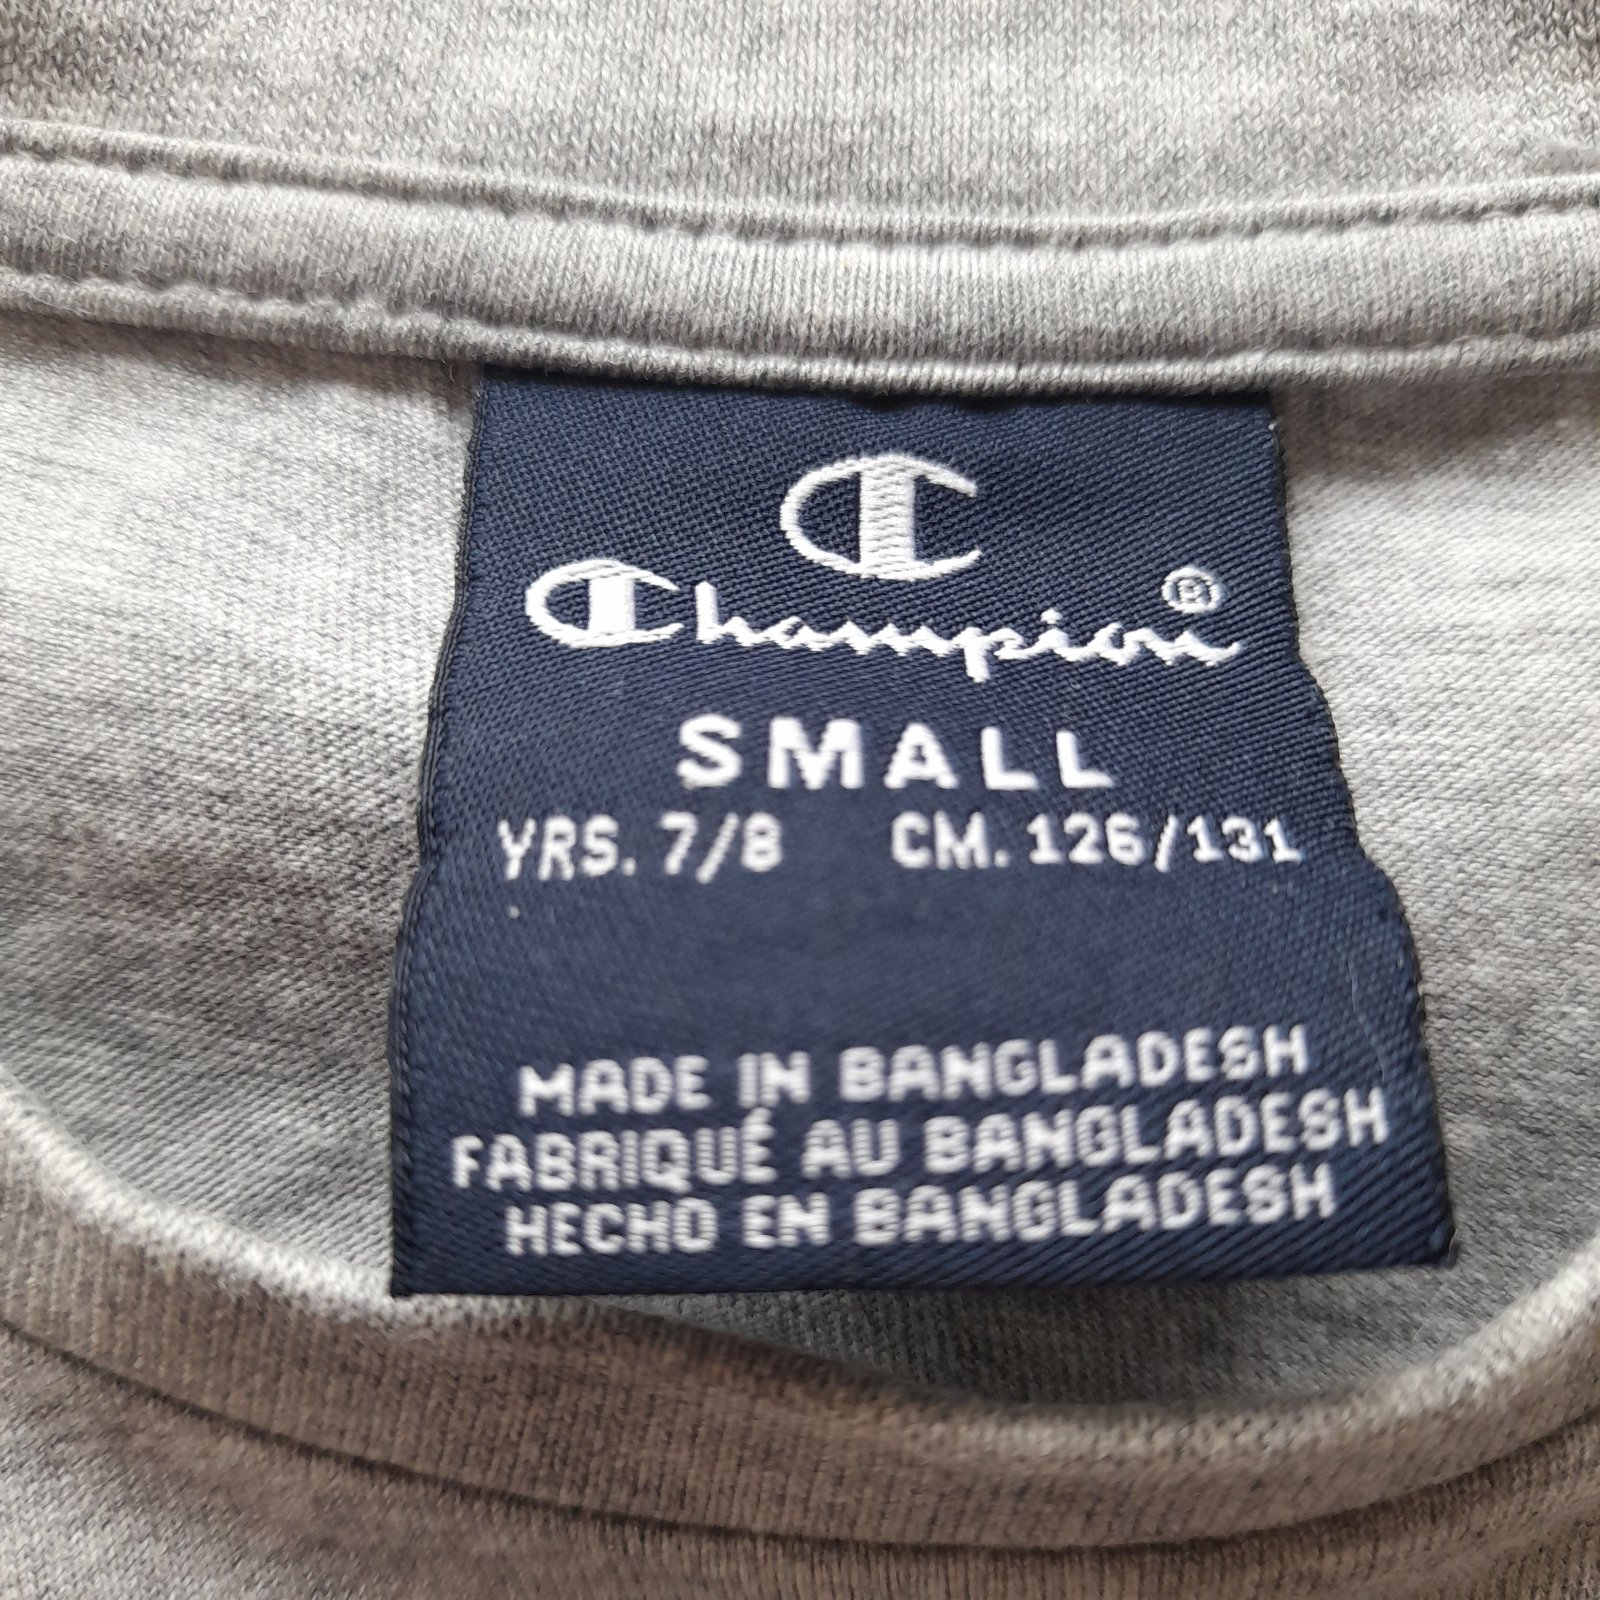 Champion®
SMALL
YRS. 7/8 CM. 126/131
MADE IN BANGLADESH
FABRIQUÉ AU BANGLADESH
HECHO EN BANGLADESH